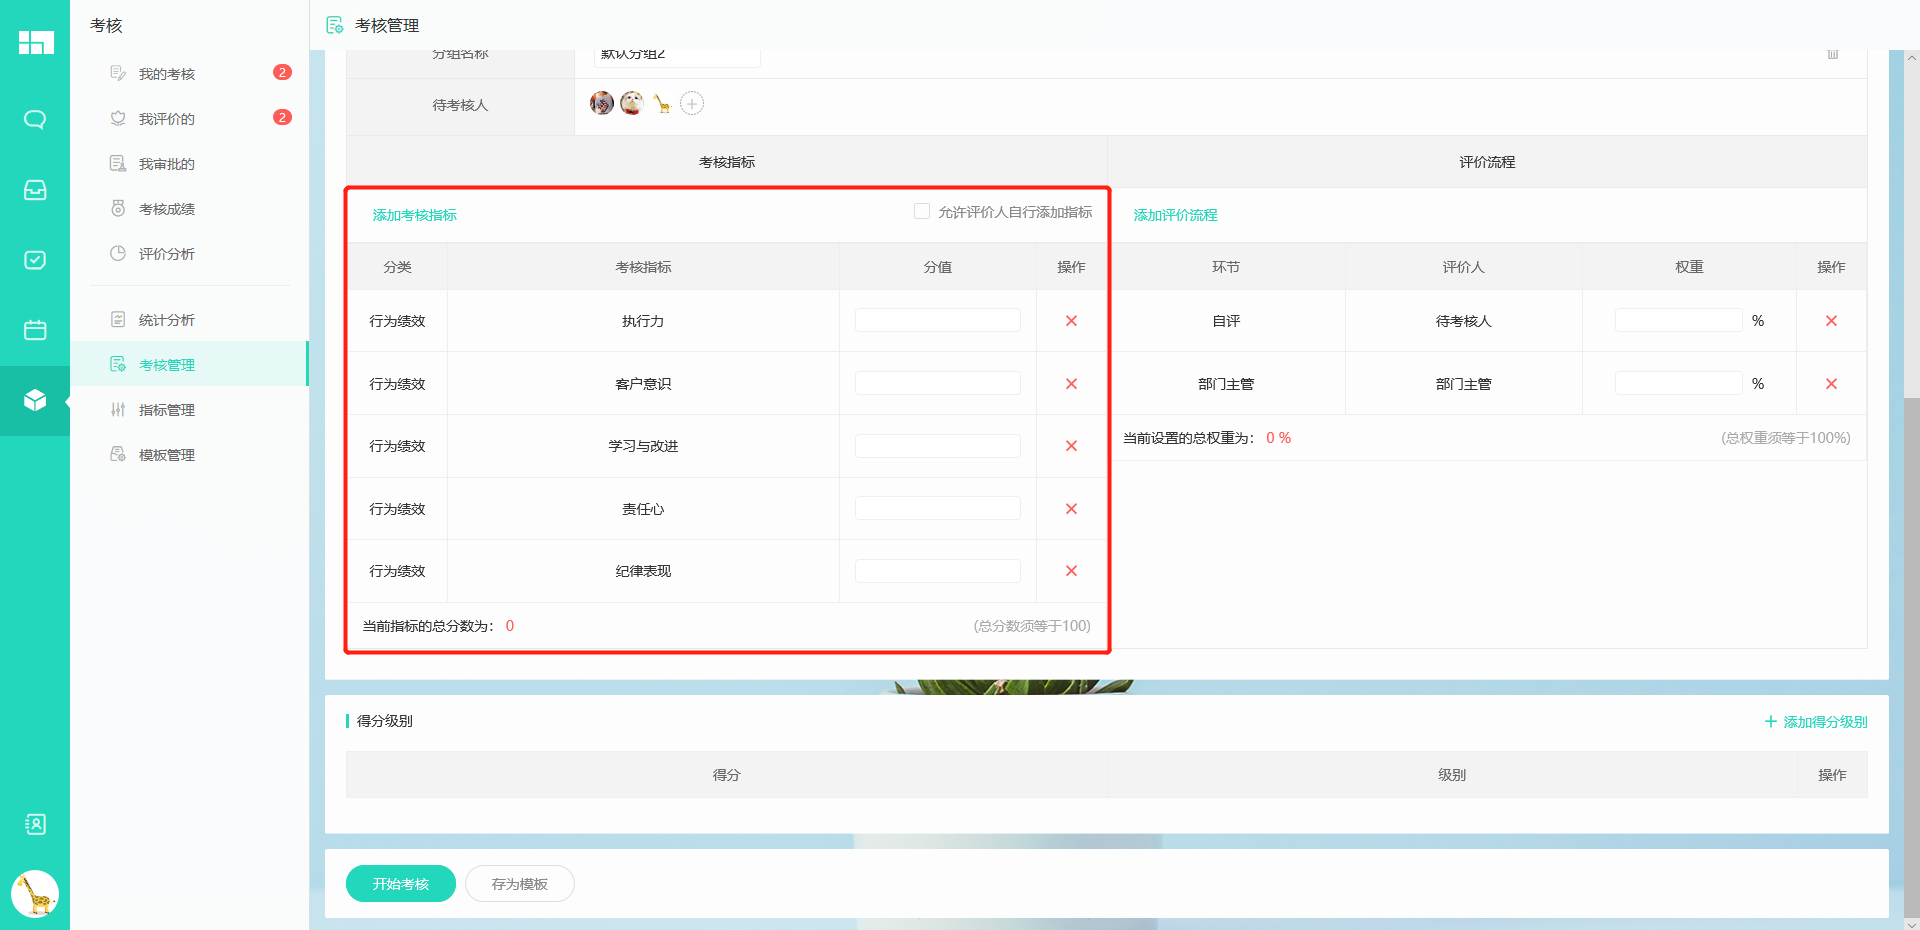 考核
我的考核 2
我评价的 2
我审批的
考核成绩
评价分析
统计分析
考核管理
指标管理
模板管理
考核管理
分组名称 默认分组2
待考核人
考核指标 评价流程
添加考核指标 允许评价人自行添加指标 添加评价流程
分类 考核指标 分值 操作 环节 评价人 权重 操作
行为绩效 执行力 自评 待考核人 %
行为绩效 客户意识 部门主管 部门主管 %
当前设置的总权重为： 0 % (总权重须等于100%)
行为绩效 学习与改进
行为绩效 责任心
行为绩效 纪律表现
当前指标的总分数为： 0 (总分数须等于100)
得分级别 添加得分级别
得分 级别 操作
开始考核 存为模板